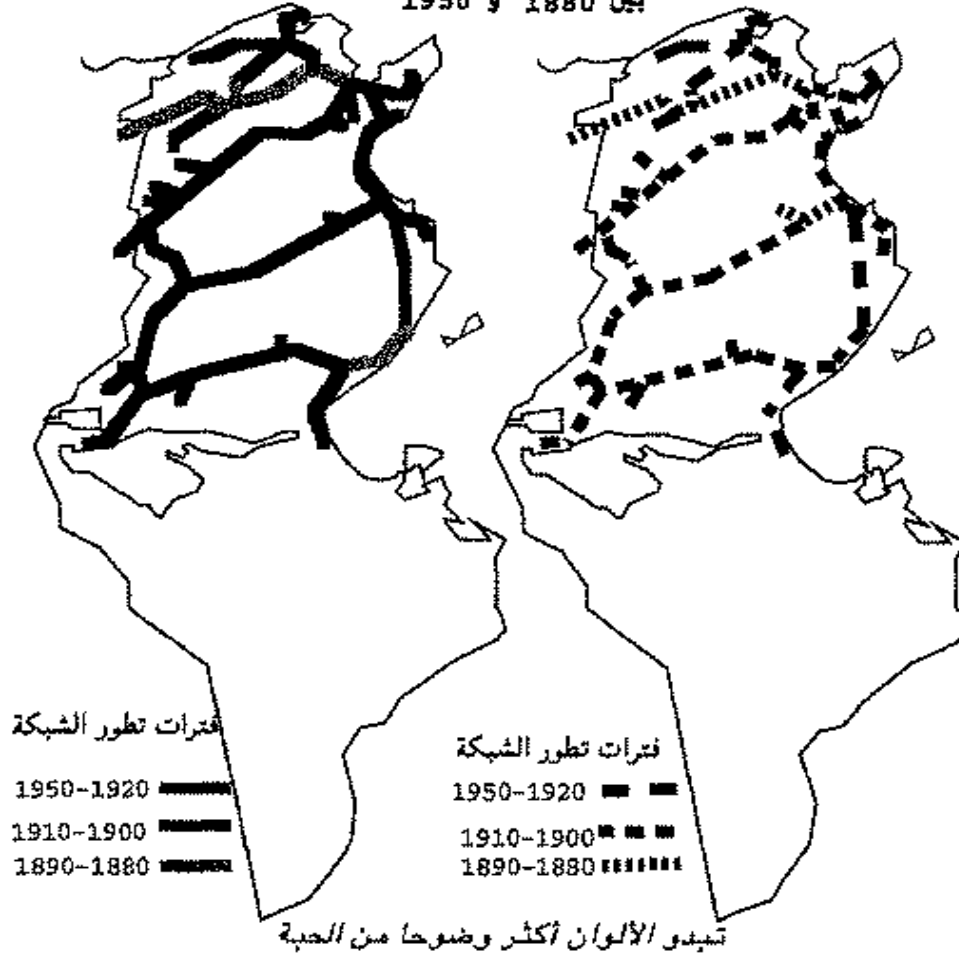 بين 1880 و 1950
فترات تطور الشبكة
1950-1920
1910-1900
1890-1880
فترات تطور الشبكة
1950-1920
1910-1900
1890-1880
تبدو الألوان أكثر وضوحا من الحبة